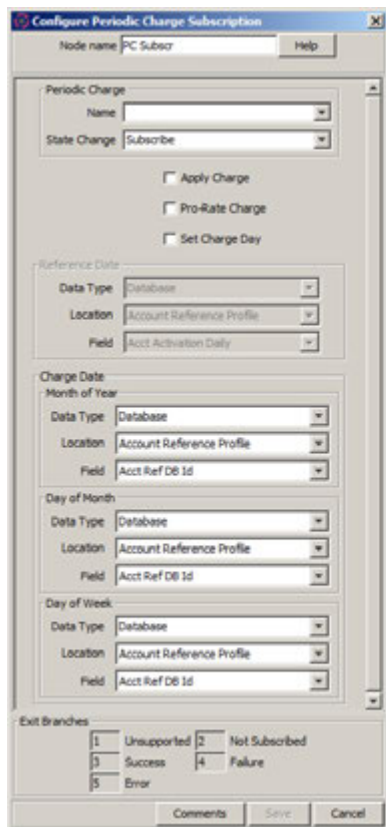 Configure Periodic Charge Subscription
Node name PC Subscr Help
Periodic Charge
Name
State Change Subscribe
Apply Charge
Pro-Rate Charge
Set Charge Day
Reference Date
Data Type Database
Location Account Reference Profile
Field Acct Activation Daily
Charge Date
Month of Year
Data Type Database
Location Account Reference Profile
Field Acct Ref DB Id
Day of Month
Data Type Database
Location Account Reference Profile
Field Acct Ref DB Id
Day of Week
Data Type Database
Location Account Reference Profile
Field Acct Ref DB Id
Exit Branches
1 Unsupported 2 Not Subscribed
3 Success 4 Failure
5 Error
Comments Save Cancel